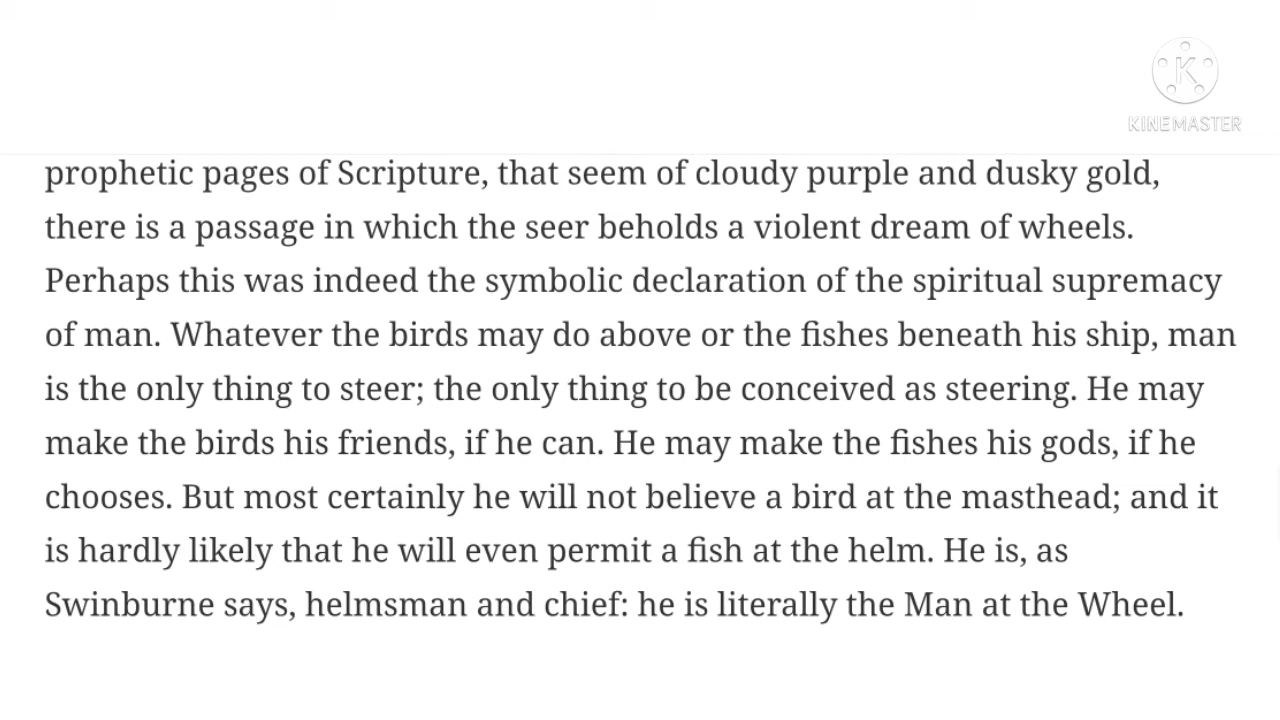 K
KINEMASTER
prophetic pages of Scripture, that seem of cloudy purple and dusky gold,
there is a passage in which the seer beholds a violent dream of wheels.
Perhaps this was indeed the symbolic declaration of the spiritual supremacy
of man. Whatever the birds may do above or the fishes beneath his ship, man
is the only thing to steer; the only thing to be conceived as steering. He may
make the birds his friends, if he can. He may make the fishes his gods, if he
chooses. But most certainly he will not believe a bird at the masthead; and it
is hardly likely that he will even permit a fish at the helm. He is, as
Swinburne says, helmsman and chief: he is literally the Man at the Wheel.